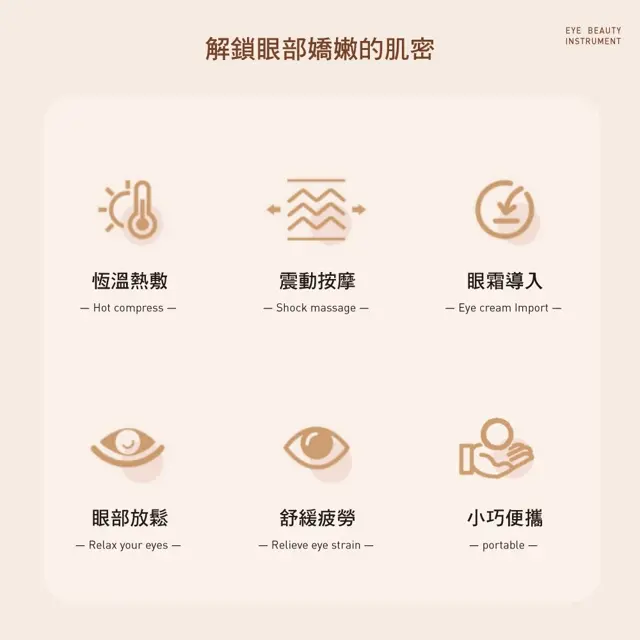 解鎖眼部嬌嫩的肌密
EYE BEAUTY
INSTRUMENT
恆溫熱敷
— Hot compress —
震動按摩
— Shock massage —
眼霜導入
— Eye cream Import —
眼部放鬆
— Relax your eyes —
舒緩疲勞
— Relieve eye strain —
小巧便攜
— portable —